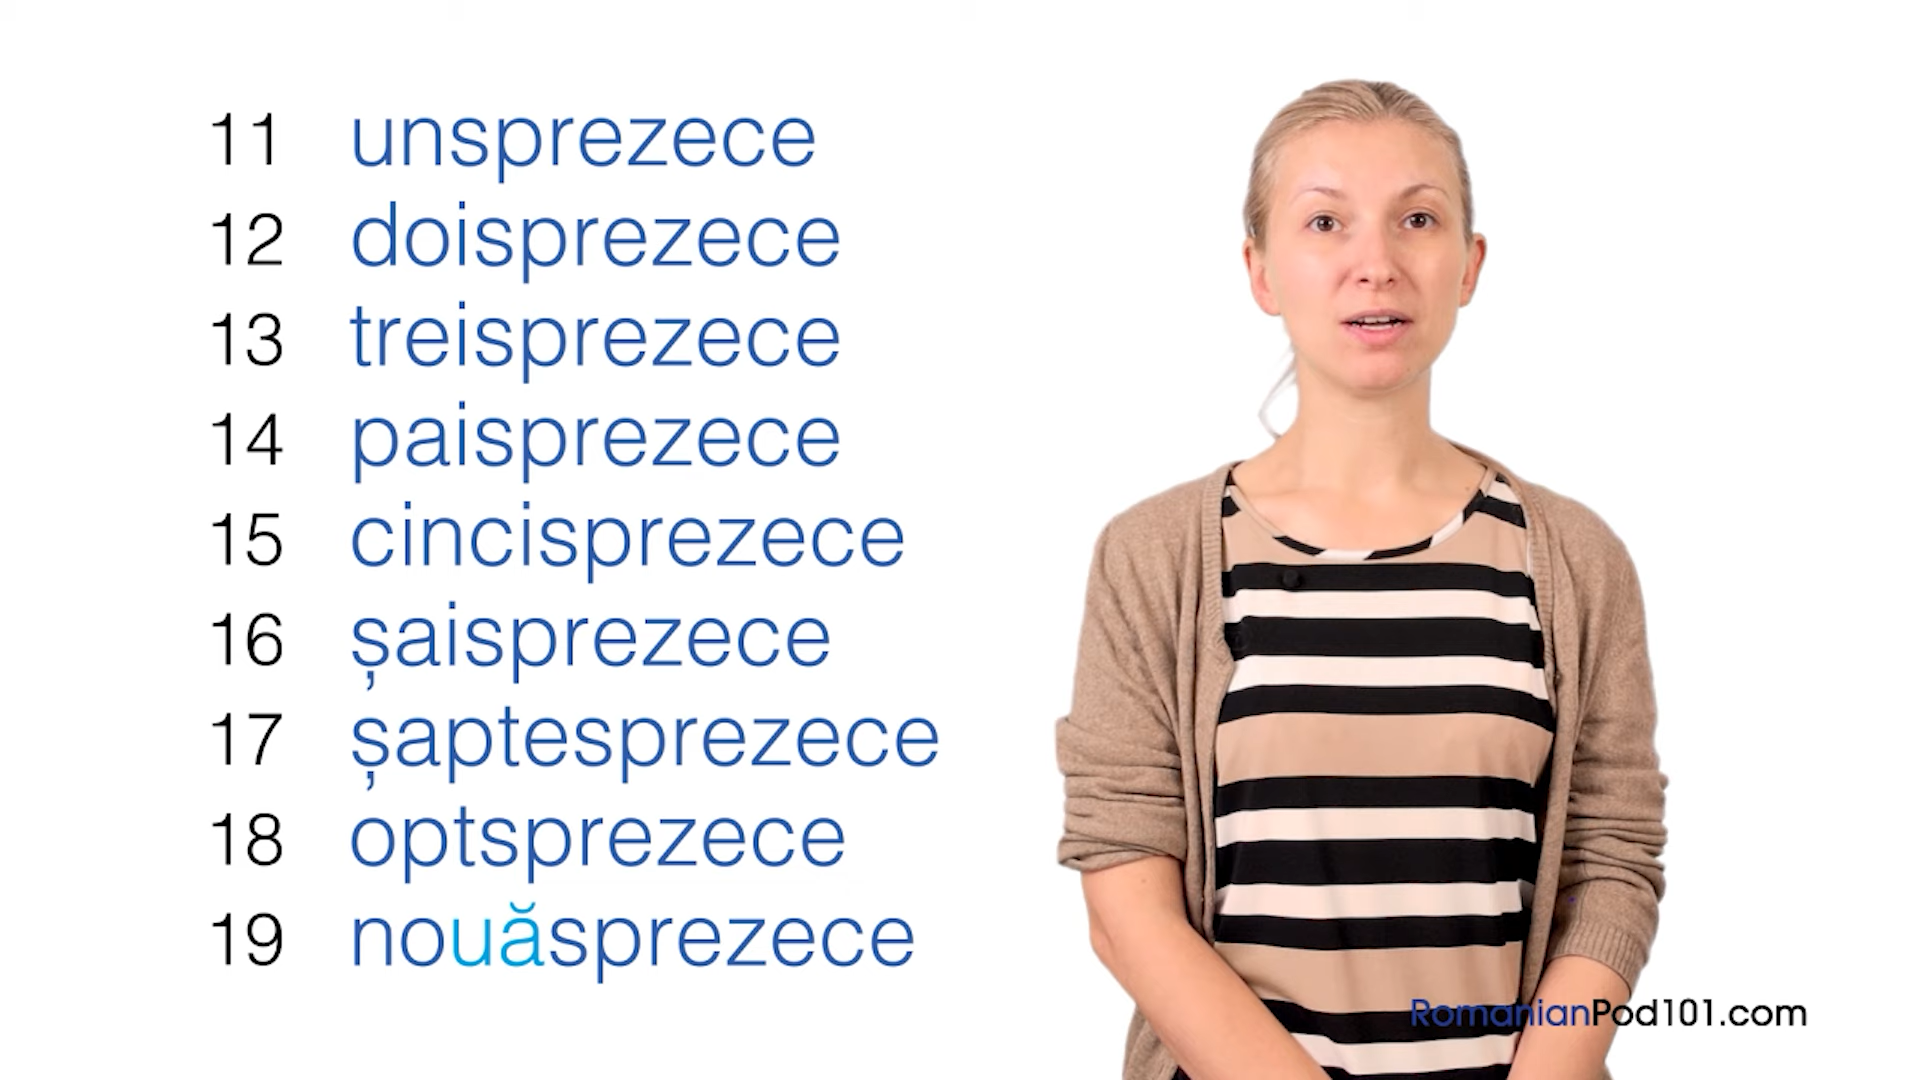 11 unsprezece
12 doisprezece
13 treisprezece
14 paisprezece
15 cincisprezece
16 șaisprezece
17 șaptesprezece
18 optsprezece
19 nouăsprezece
RomanianPod101.com